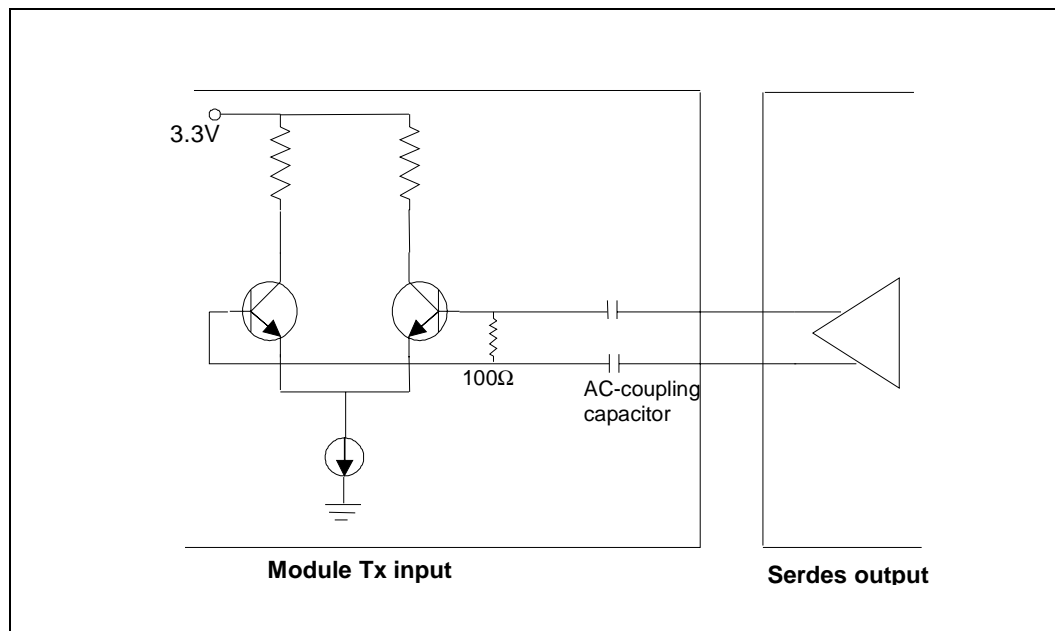 3.3V
100Ω
AC-coupling
capacitor
Module Tx input
Serdes output